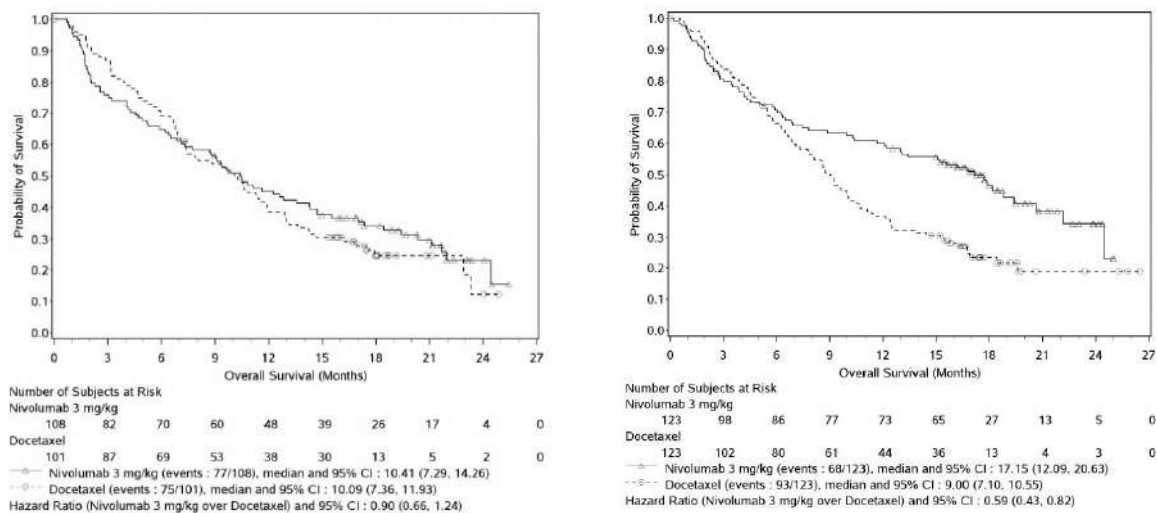 1.0
0.9
0.8
0.7
0.6
0.5
0.4
0.3
0.2
0.1
0.0
Probability of Survival
0 3 6 9 12 15 18 21 24 27
Overall Survival (Months)
Number of Subjects at Risk
Nivolumab 3 mg/kg
108 82 70 60 48 39 26 17 4 0
Docetaxel
101 87 69 53 38 30 13 5 2 0
Nivolumab 3 mg/kg (events : 77/108), median and 95% CI : 10.41 (7.29, 14.26)
Docetaxel (events : 75/101), median and 95% CI : 10.09 (7.36, 11.93)
Hazard Ratio (Nivolumab 3 mg/kg over Docetaxel) and 95% CI : 0.90 (0.66, 1.24)
1.0
0.9
0.8
0.7
0.6
0.5
0.4
0.3
0.2
0.1
0.0
Probability of Survival
0 3 6 9 12 15 18 21 24 27
Overall Survival (Months)
Number of Subjects at Risk
Nivolumab 3 mg/kg
123 98 86 77 73 65 27 13 5 0
Docetaxel
123 102 80 61 44 36 13 4 3 0
Nivolumab 3 mg/kg (events : 68/123), median and 95% CI : 17.15 (12.09, 20.63)
Docetaxel (events : 93/123), median and 95% CI : 9.00 (7.10, 10.55)
Hazard Ratio (Nivolumab 3 mg/kg over Docetaxel) and 95% CI : 0.59 (0.43, 0.82)